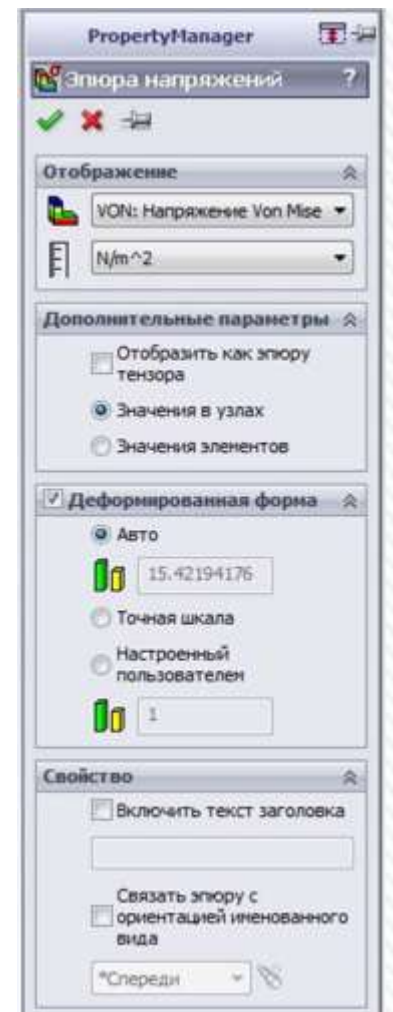 PropertyManager
Эпюра напряжений ?
Отображение
VON: Напряжение Von Mise
N/m^2
Дополнительные параметры
Отобразить как эпюру
тензора
Значения в узлах
Значения элементов
Деформированная форма
Авто
15.42194176
Точная шкала
Настроенный
пользователем
1
Свойство
Включить текст заголовка
Связать эпюру с
ориентацией именованного
вида
*Спереди